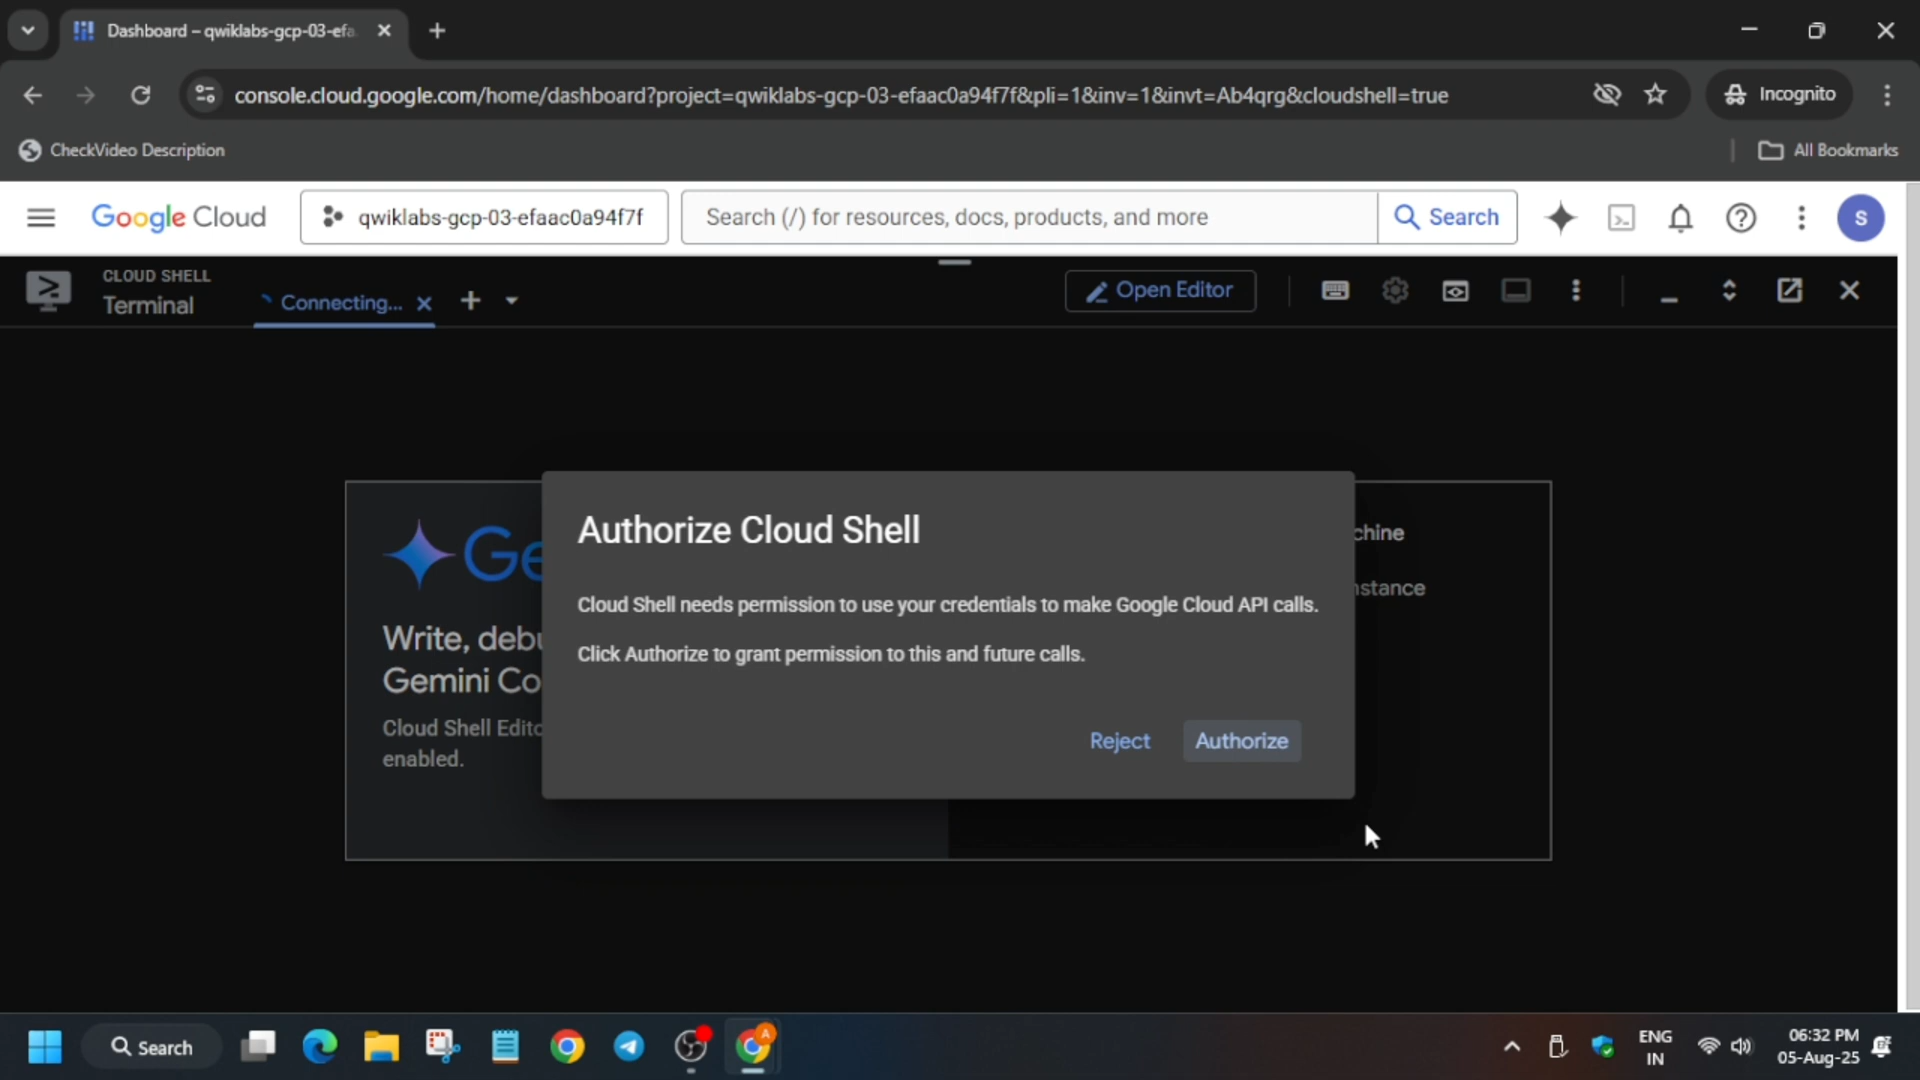 Dashboard – qwiklabs-gcp-03-efa
console.cloud.google.com/home/dashboard?project=qwiklabs-gcp-03-efaac0a94f7f&pli=1&inv=1&invt=Ab4qrg&cloudshell=true
Incognito
CheckVideo Description
All Bookmarks
Google Cloud
qwiklabs-gcp-03-efaac0a94f7f
Search (/) for resources, docs, products, and more
Search
S
CLOUD SHELL
Terminal
Connecting...
Open Editor
Authorize Cloud Shell
Ge
chine
Cloud Shell needs permission to use your credentials to make Google Cloud API calls.
nstance
Write, debu
Click Authorize to grant permission to this and future calls.
Gemini Co
Cloud Shell Edito
enabled.
Reject
Authorize
Search
ENG
IN
06:32 PM
05-Aug-25